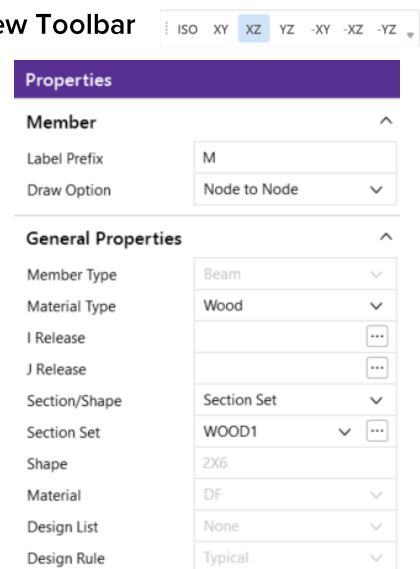 ew Toolbar ISO XY XZ YZ -XY -XZ -YZ
Properties
Member
Label Prefix M
Draw Option Node to Node
General Properties
Member Type Beam
Material Type Wood
I Release ...
J Release ...
Section/Shape Section Set
Section Set WOOD1 ...
Shape 2X6
Material DF
Design List None
Design Rule Typical